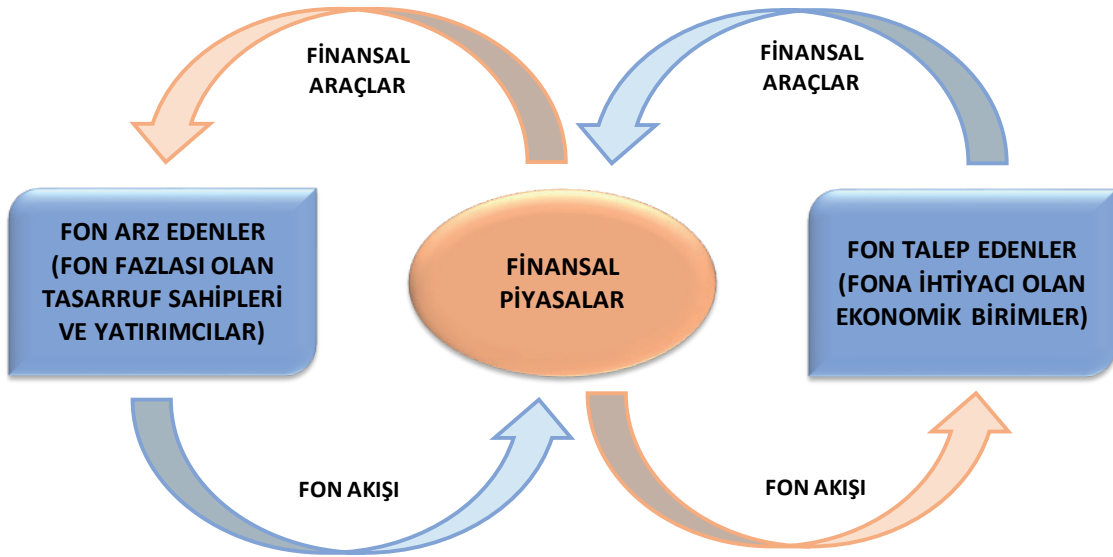 FİNANSAL
ARAÇLAR
FİNANSAL
ARAÇLAR
FON ARZ EDENLER
(FON FAZLASI OLAN
TASARRUF SAHİPLERİ
VE YATIRIMCILAR)
FİNANSAL
PİYASALAR
FON TALEP EDENLER
(FONA İHTİYACI OLAN
EKONOMİK BİRİMLER)
FON AKIŞI
FON AKIŞI